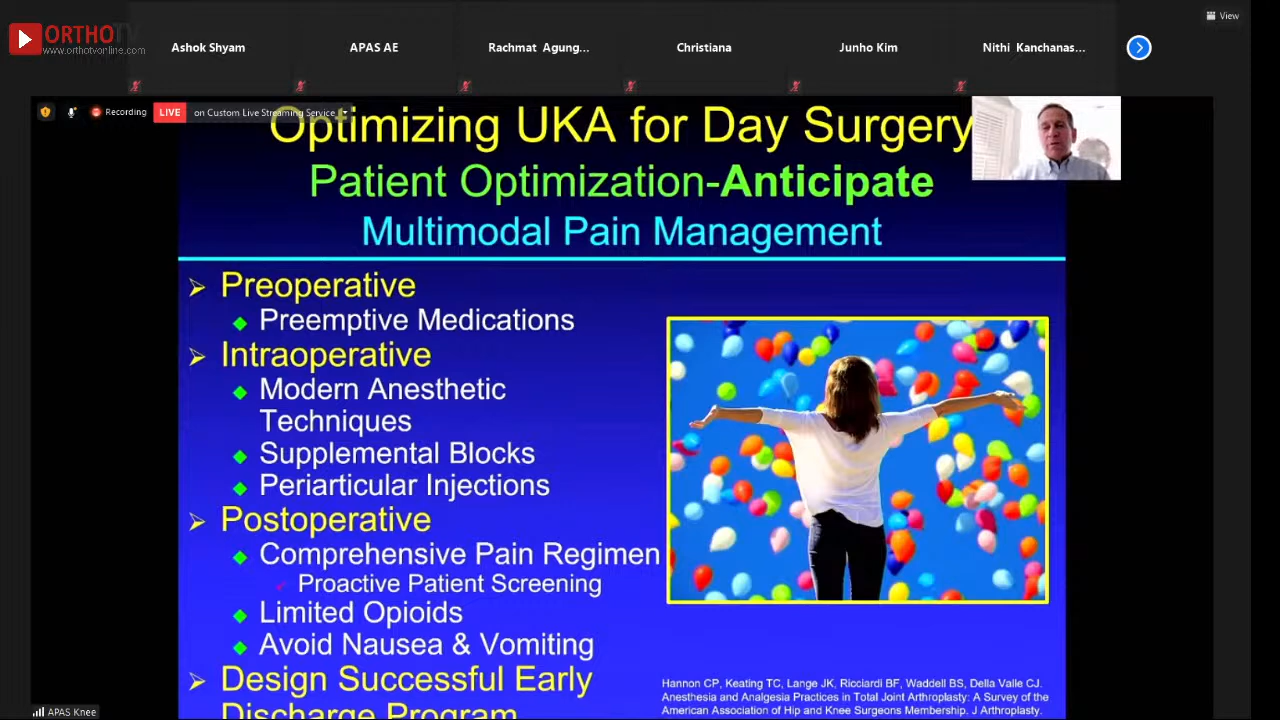 ORTHOTV
www.orthotvonline.com
Ashok Shyam
APAS AE
Rachmat Agung...
Christiana
Junho Kim
Nithi Kanchanas...
View
Recording
LIVE
on Custom Live Streaming Service
Optimizing UKA for Day Surgery
Patient Optimization-Anticipate
Multimodal Pain Management
Preoperative
Preemptive Medications
Intraoperative
Modern Anesthetic
Techniques
Supplemental Blocks
Periarticular Injections
Postoperative
Comprehensive Pain Regimen
Proactive Patient Screening
Limited Opioids
Avoid Nausea & Vomiting
Design Successful Early
Discharge Program
Hannon CP, Keating TC, Lange JK, Ricciardi BF, Waddell BS, Della Valle CJ.
Anesthesia and Analgesia Practices in Total Joint Arthroplasty: A Survey of the
American Association of Hip and Knee Surgeons Membership. J Arthroplasty.
APAS Knee